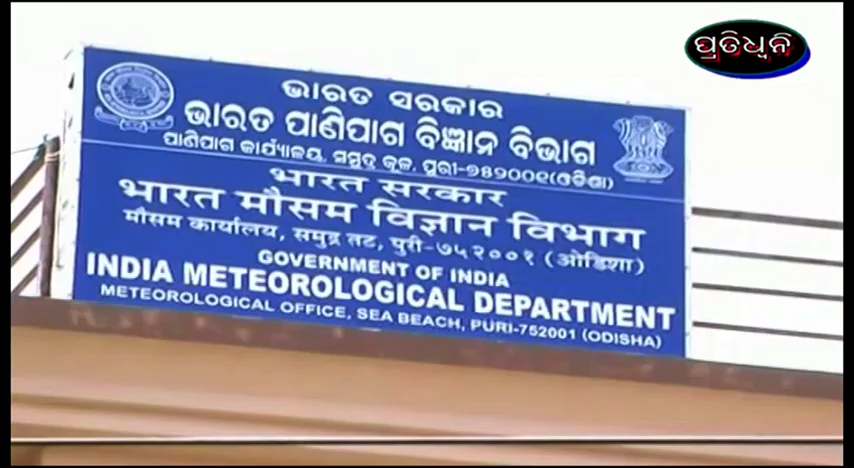 ପ୍ରତିଧ୍ୱନି
ଭାରତ ସରକାର
ଭାରତ ପାଣିପାଗ ବିଜ୍ଞାନ ବିଭାଗ
ପାଣିପାଗ କାର୍ଯ୍ୟାଳୟ, ସମୁଦ୍ର କୂଳ, ପୁରୀ-୭୫୨୦୦୧(ଓଡିଶା)
भारत सरकार
भारत मौसम विज्ञान विभाग
मौसम कार्यालय, समुद्र तट, पुरी-७५२००१ (ओडिशा)
GOVERNMENT OF INDIA
INDIA METEOROLOGICAL DEPARTMENT
METEOROLOGICAL OFFICE, SEA BEACH, PURI-752001 (ODISHA)